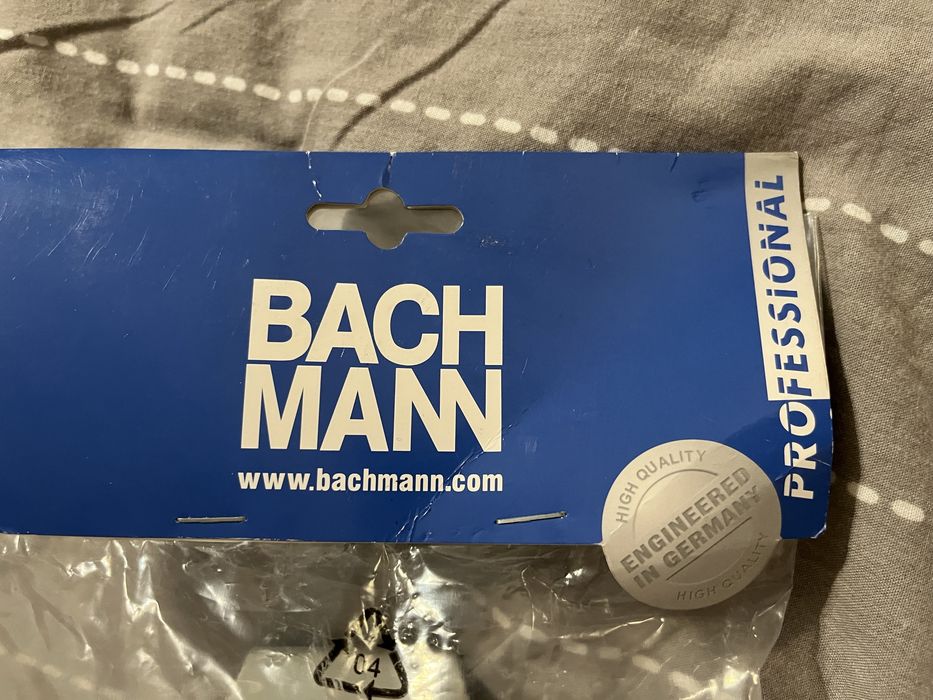 BACH
MANN
www.bachmann.com
PROFESSIONAL
HIGH QUALITY
ENGINEERED
IN GERMANY
HIGH QUALITY
04